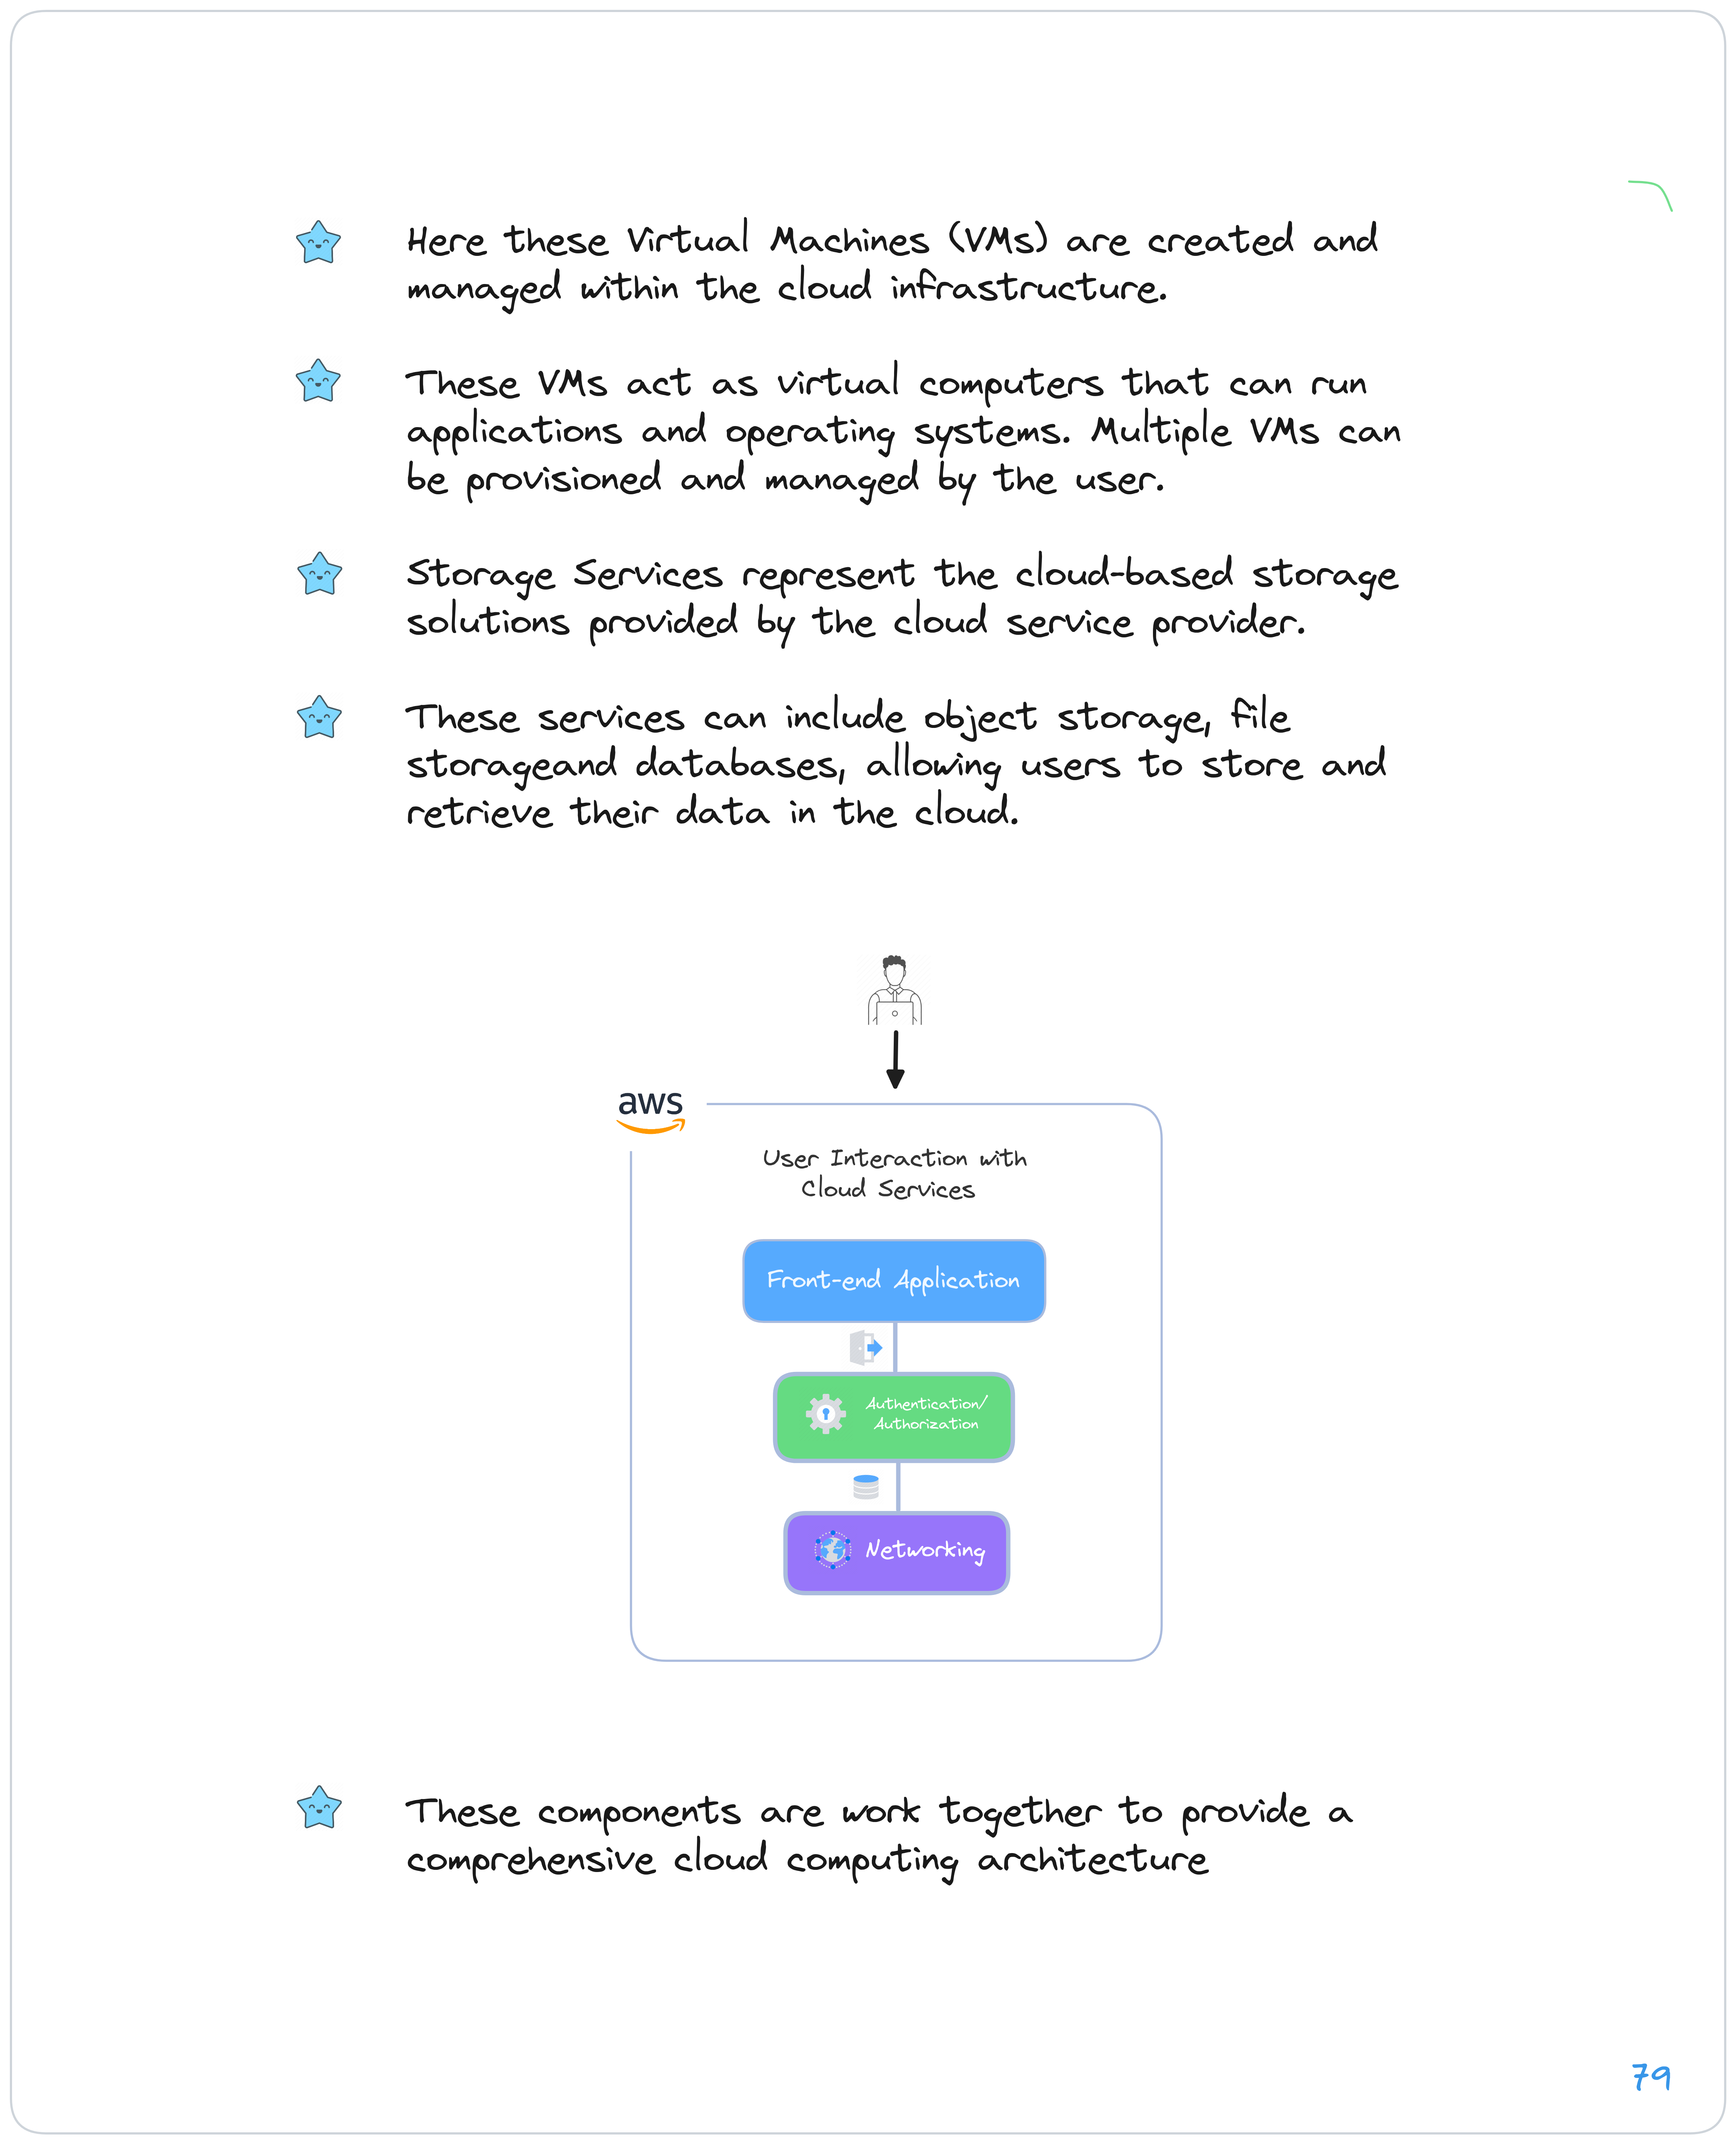 Here these Virtual Machines (VMs) are created and
managed within the cloud infrastructure.
These VMs act as virtual computers that can run
applications and operating systems. Multiple VMs can
be provisioned and managed by the user.
Storage Services represent the cloud-based storage
solutions provided by the cloud service provider.
These services can include object storage, file
storageand databases, allowing users to store and
retrieve their data in the cloud.
aws
User Interaction with
Cloud Services
Front-end Application
Authentication/
Authorization
Networking
These components are work together to provide a
comprehensive cloud computing architecture
79